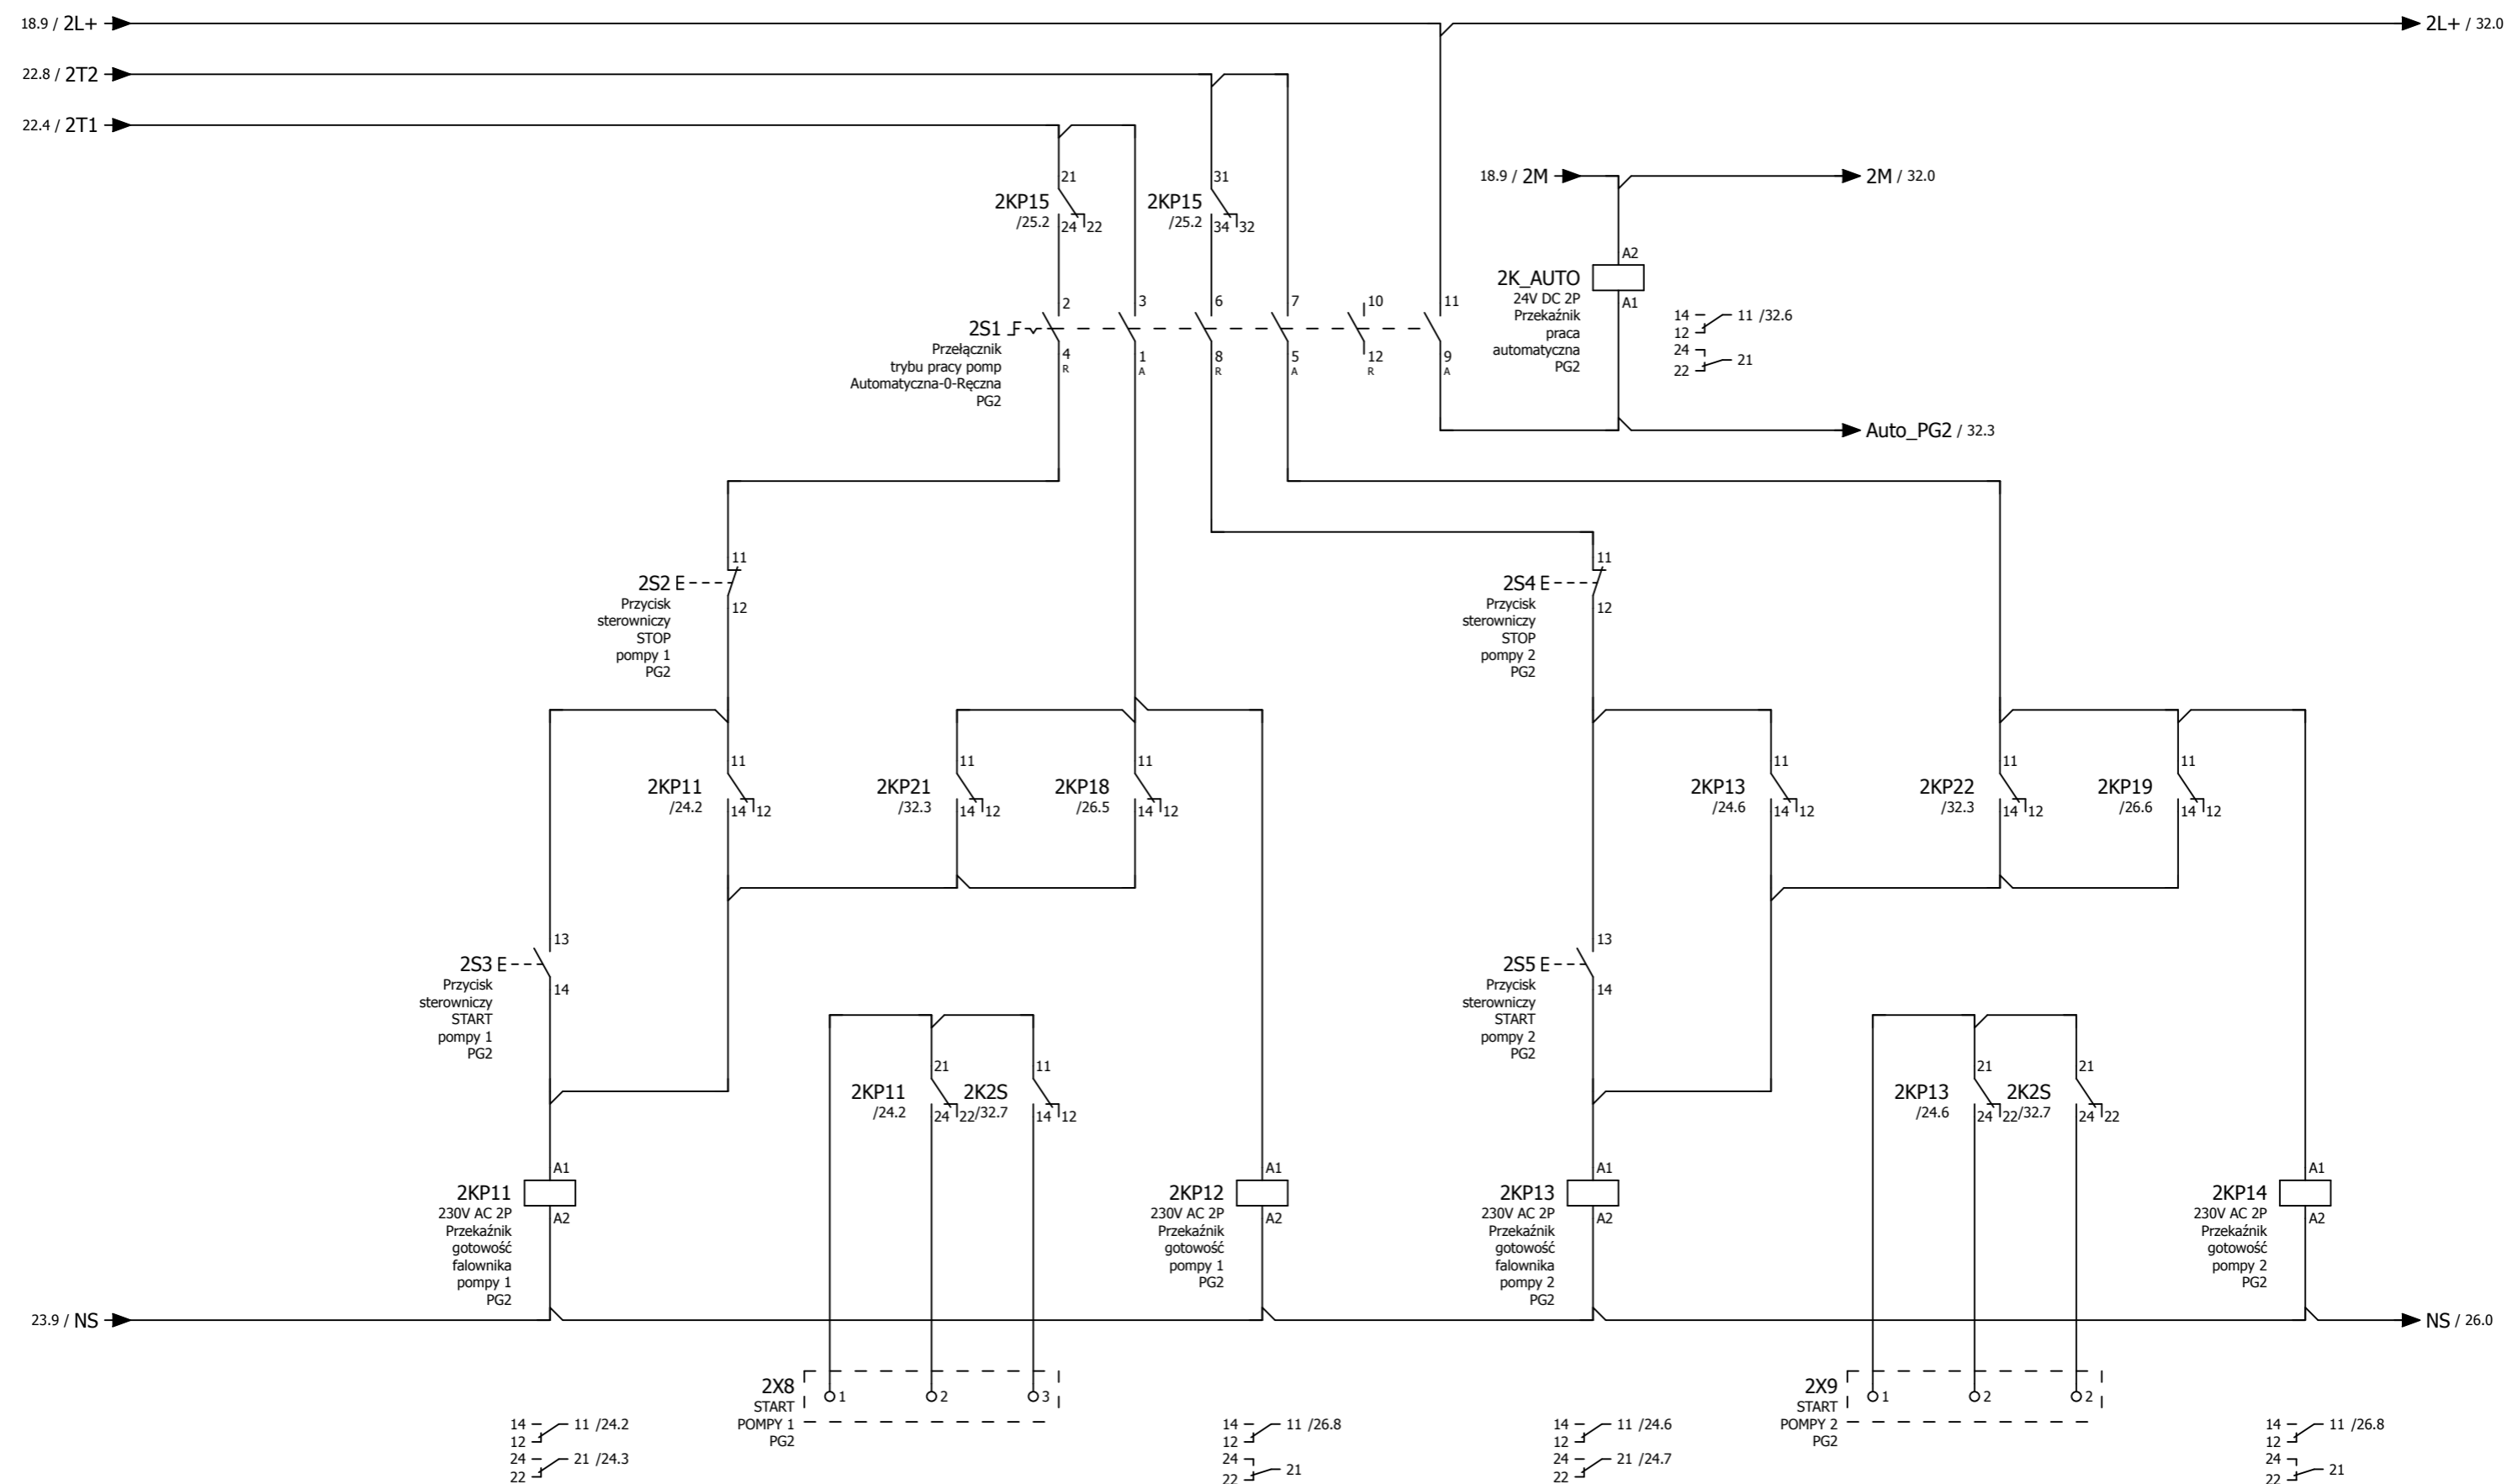 18.9 / 2L+
2L+ / 32.0
22.8 / 2T2
22.4 / 2T1
21
2KP15
/25.2
24 22
31
2KP15
/25.2
34 32
18.9 / 2M
2M / 32.0
A2
2K_AUTO
24V DC 2P
Przekaźnik
praca
automatyczna
PG2
A1
14
12
11 /32.6
24
22
21
2S1
Przełącznik
trybu pracy pomp
Automatyczna-0-Ręczna
PG2
2
4
R
3
1
A
6
8
R
7
5
A
10
12
R
11
9
A
Auto_PG2 / 32.3
11
2S2 E
Przycisk
sterowniczy
STOP
pompy 1
PG2
12
11
2S4 E
Przycisk
sterowniczy
STOP
pompy 2
PG2
12
11
2KP11
/24.2
14 12
11
2KP21
/32.3
14 12
11
2KP18
/26.5
14 12
11
2KP13
/24.6
14 12
11
2KP22
/32.3
14 12
11
2KP19
/26.6
14 12
13
2S3 E
Przycisk
sterowniczy
START
pompy 1
PG2
14
13
2S5 E
Przycisk
sterowniczy
START
pompy 2
PG2
14
21
2KP11
/24.2
24 22
11
2K2S
/32.7
14 12
21
2KP13
/24.6
24 22
21
2K2S
/32.7
24 22
A1
2KP11
230V AC 2P
Przekaźnik
gotowość
falownika
pompy 1
PG2
A2
A1
2KP12
230V AC 2P
Przekaźnik
gotowość
pompy 1
PG2
A2
A1
2KP13
230V AC 2P
Przekaźnik
gotowość
falownika
pompy 2
PG2
A2
A1
2KP14
230V AC 2P
Przekaźnik
gotowość
pompy 2
PG2
A2
23.9 / NS
NS / 26.0
2X8
START
POMPY 1
PG2
1
2
3
2X9
START
POMPY 2
PG2
1
2
2
14
12
11 /24.2
24
22
21 /24.3
14
12
11 /26.8
24
22
21
14
12
11 /24.6
24
22
21 /24.7
14
12
11 /26.8
24
22
21